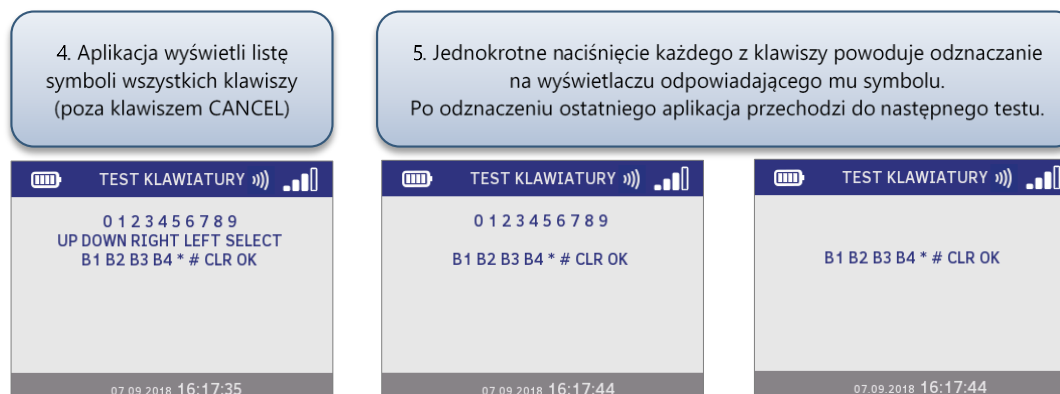 4. Aplikacja wyświetli listę
symboli wszystkich klawiszy
(poza klawiszem CANCEL)
5. Jednokrotne naciśnięcie każdego z klawiszy powoduje odznaczanie
na wyświetlaczu odpowiadającego mu symbolu.
Po odznaczeniu ostatniego aplikacja przechodzi do następnego testu.
TEST KLAWIATURY
0 1 2 3 4 5 6 7 8 9
UP DOWN RIGHT LEFT SELECT
B1 B2 B3 B4 * # CLR OK
07.09.2018 16:17:35
TEST KLAWIATURY
0 1 2 3 4 5 6 7 8 9
B1 B2 B3 B4 * # CLR OK
07.09.2018 16:17:44
TEST KLAWIATURY
B1 B2 B3 B4 * # CLR OK
07.09.2018 16:17:44